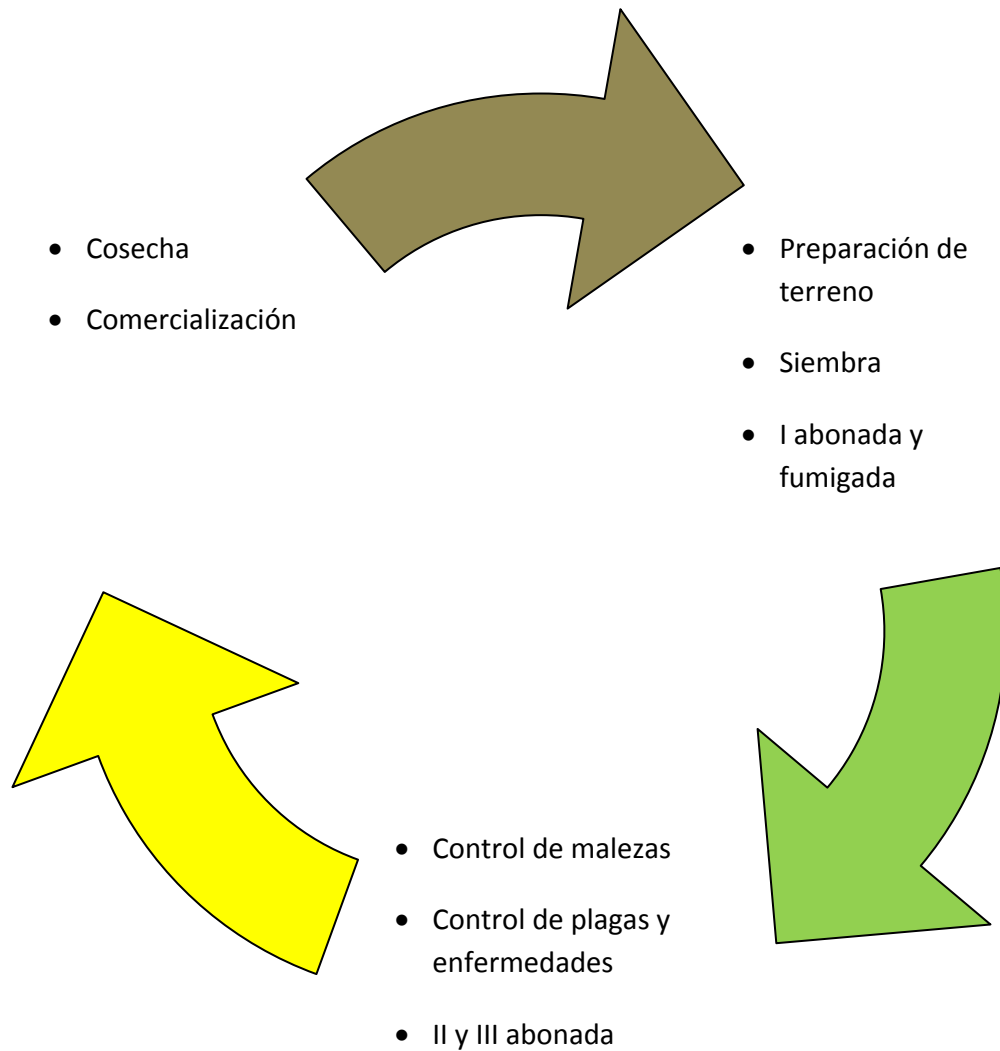 • Cosecha
• Comercialización
• Preparación de
terreno
• Siembra
• I abonada y
fumigada
• Control de malezas
• Control de plagas y
enfermedades
• II y III abonada